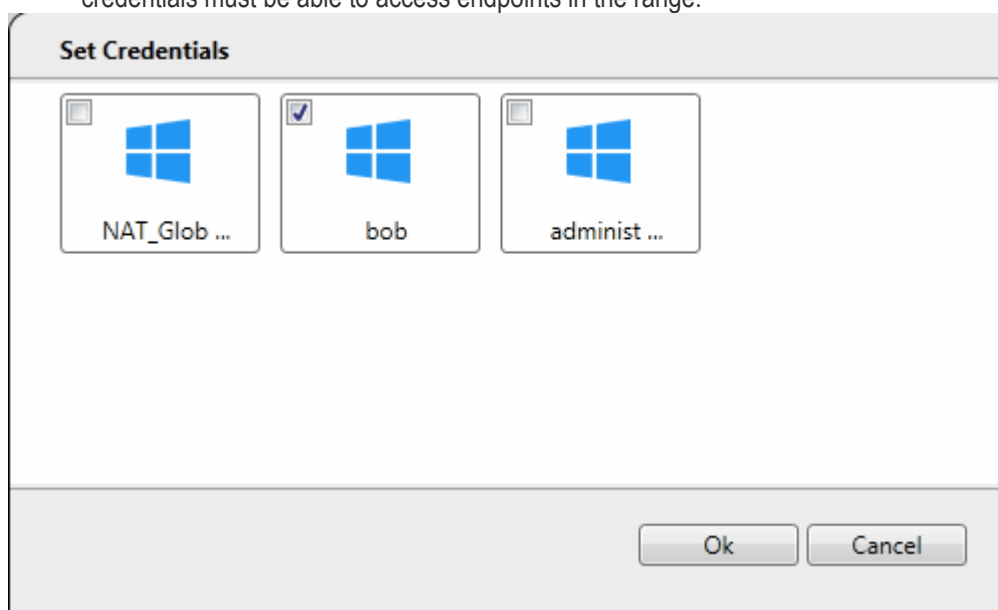 credentials must be able to access endpoints in the range.
Set Credentials
NAT_Glob ... bob administ ...
Ok Cancel